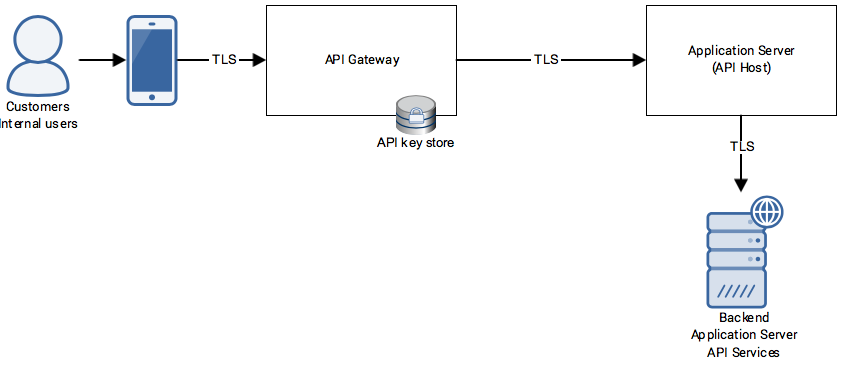 Customers
Internal users
TLS
API Gateway
API key store
TLS
Application Server
(API Host)
TLS
Backend
Application Server
API Services